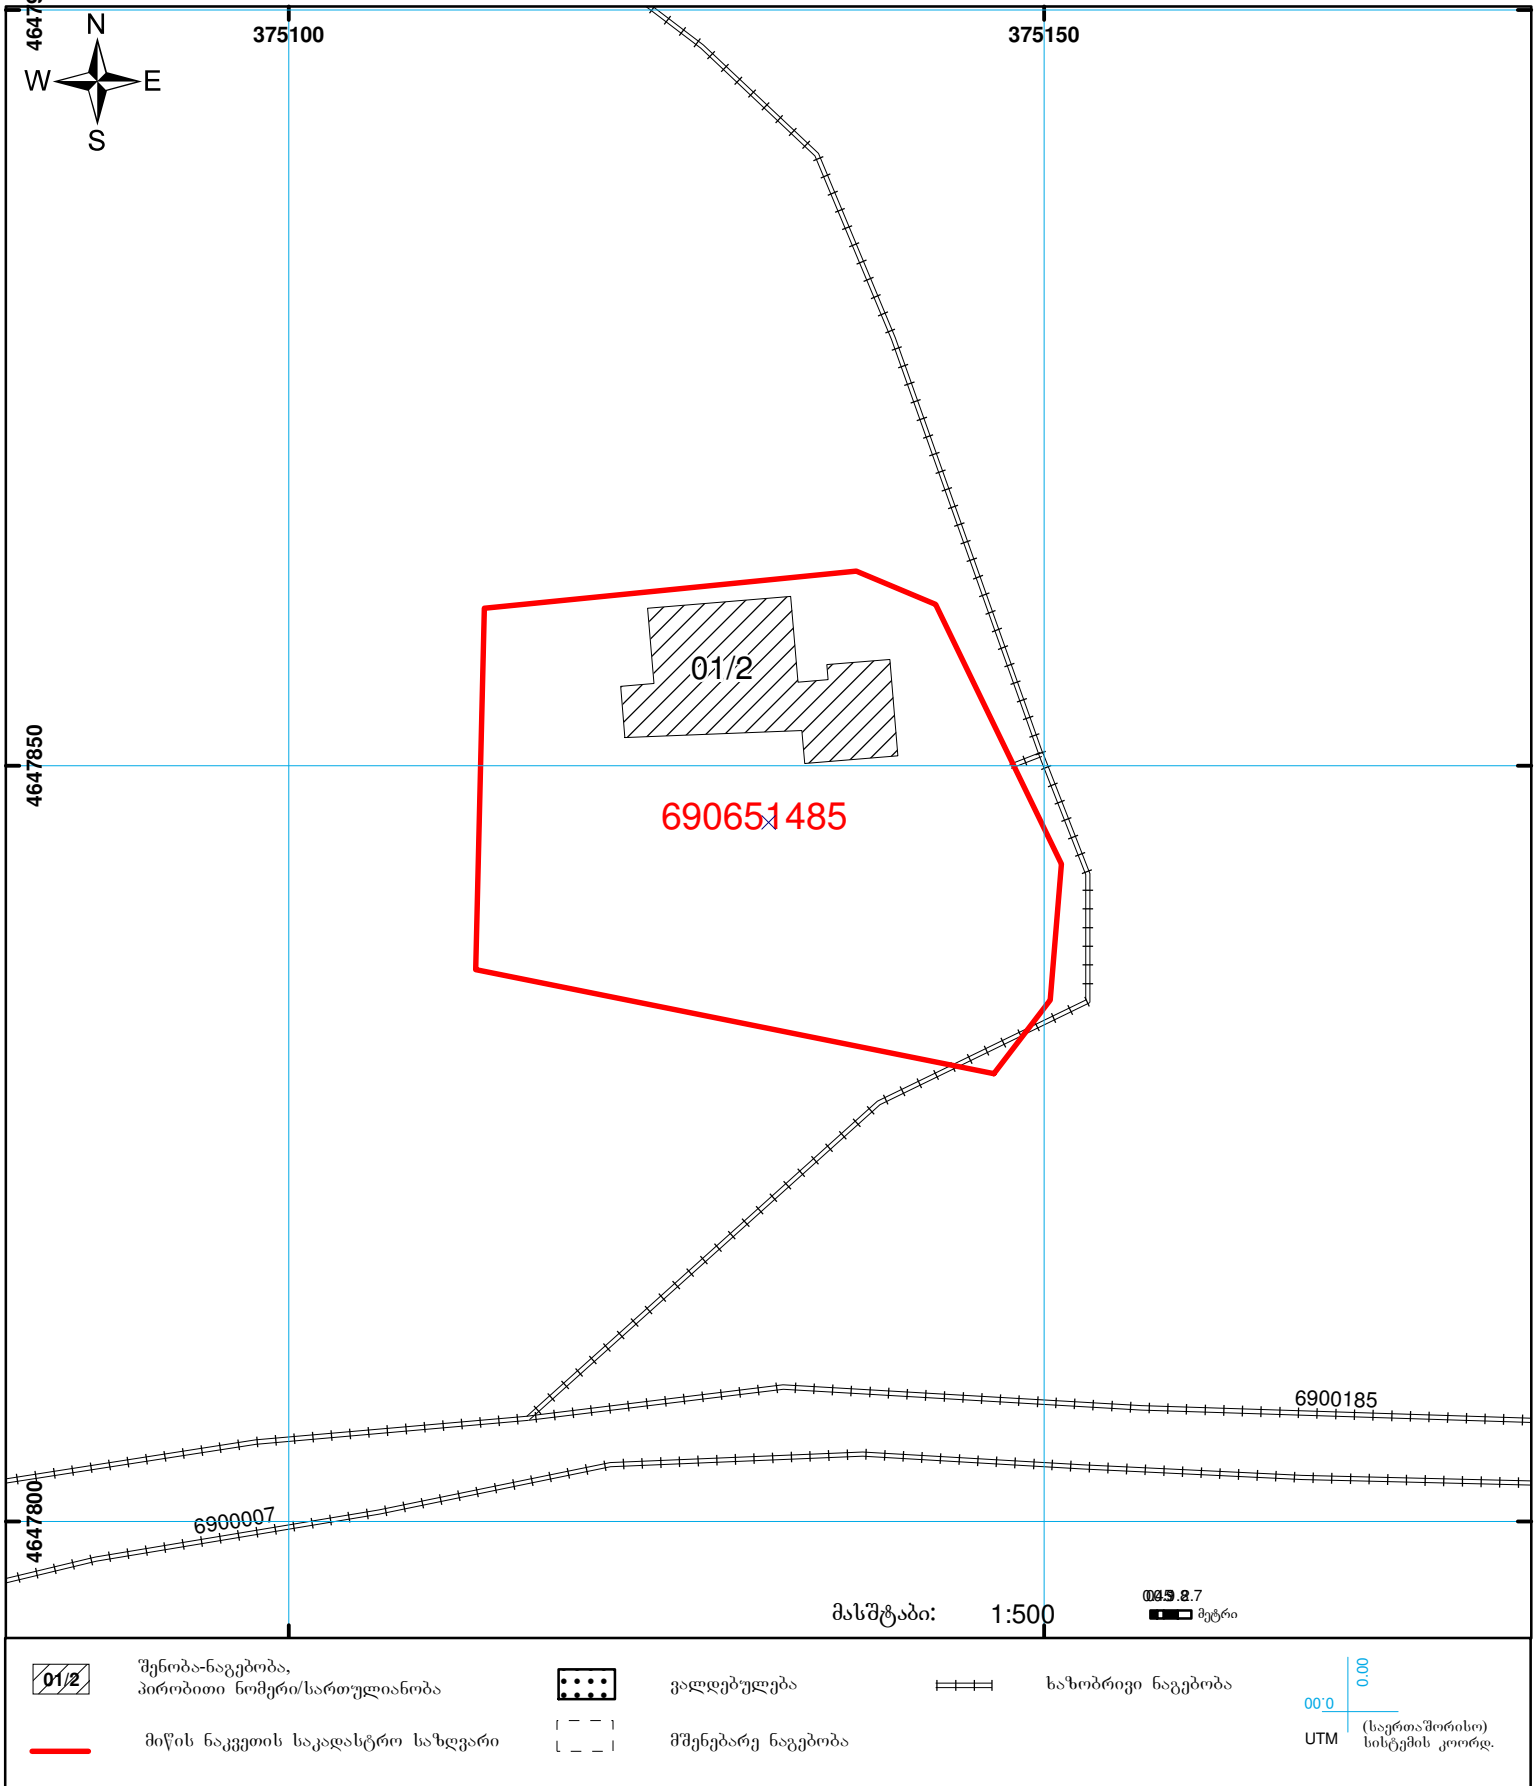 375100
375150
N
W E
S
01/2
4647850
690651485
6900185
4647800
6900007
მასშტაბი: 1:500
მეტრი
01/2
შენობა-ნაგებობა,
პირობითი ნომერი/სართულიანობა
ვალდებულება
ხაზობრივი ნაგებობა
00.0
00.0
მიწის ნაკვეთის საკადასტრო საზღვარი
მშენებარე ნაგებობა
UTM
(საერთაშორისო)
სისტემის კოორდ.